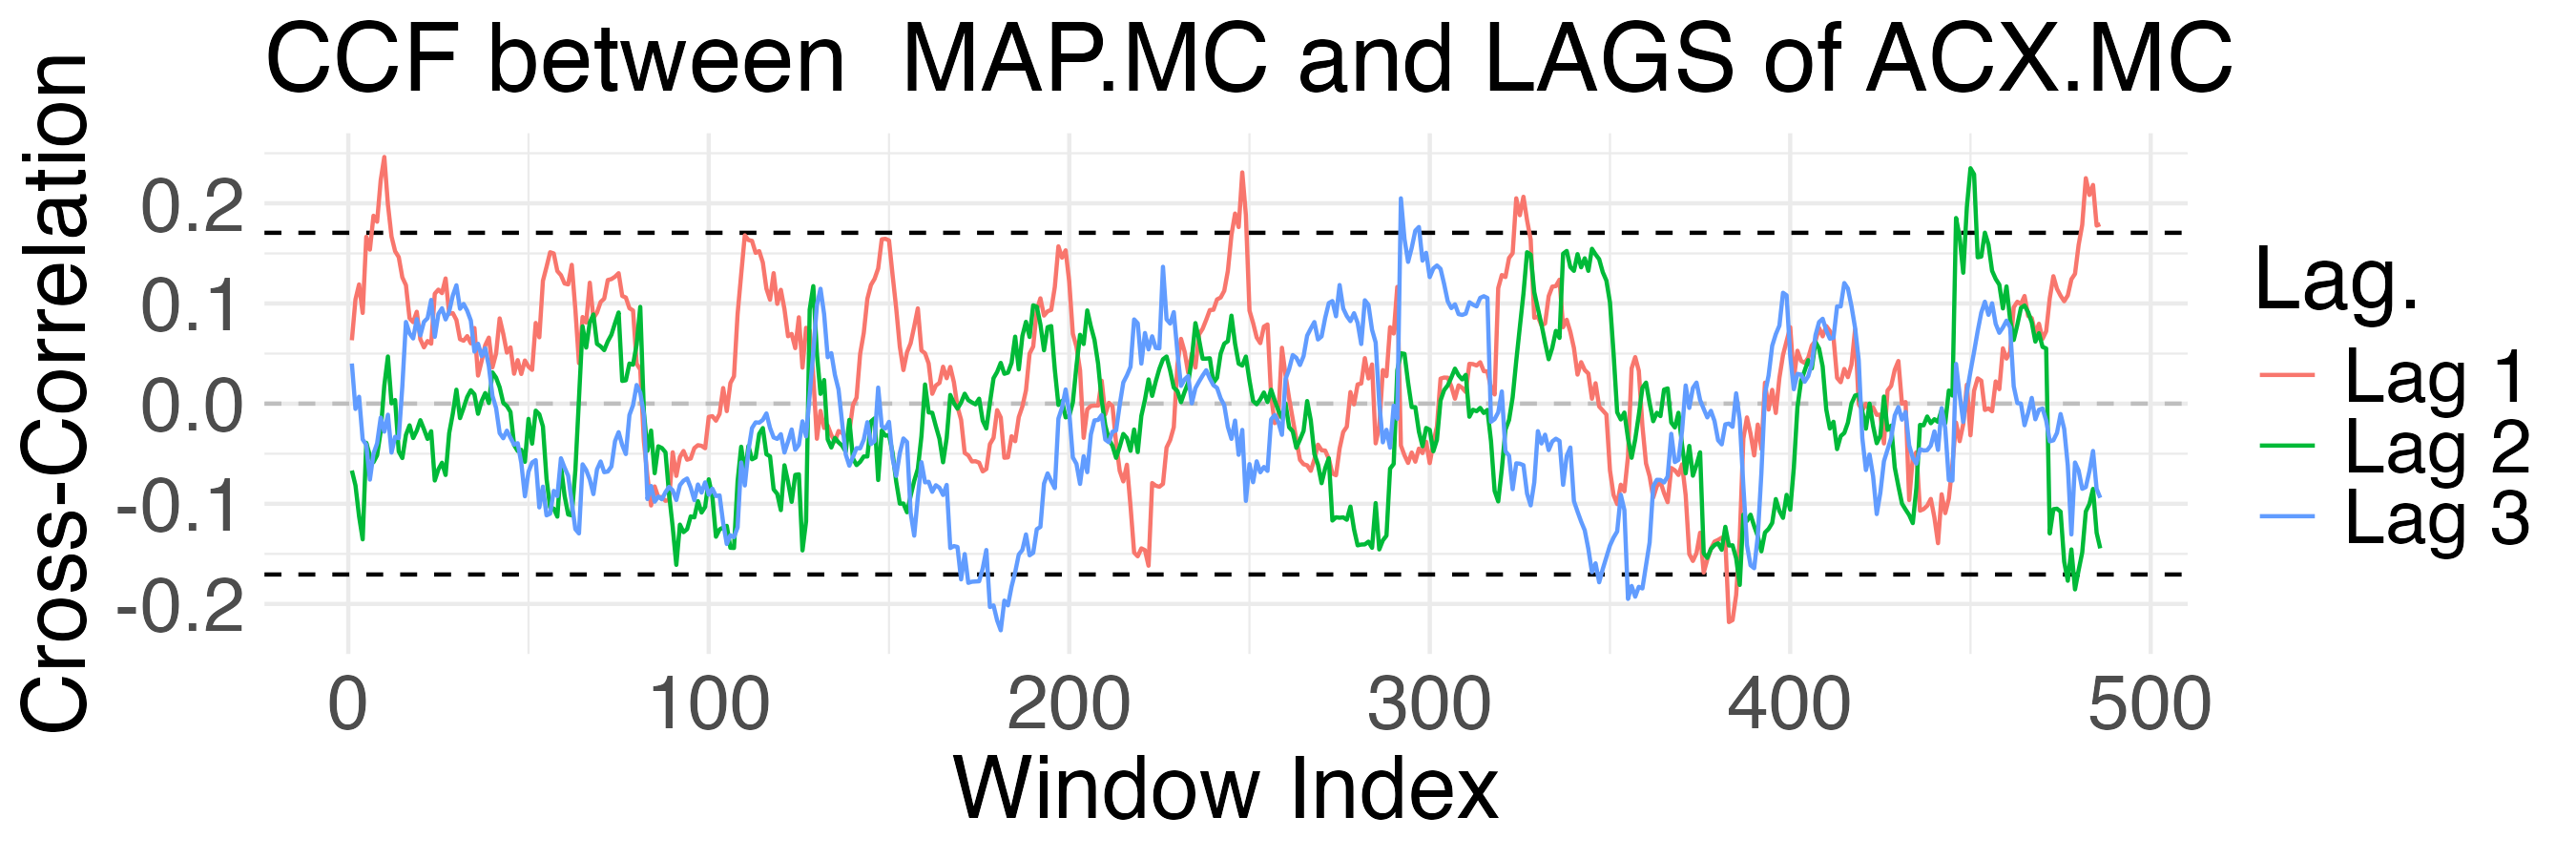 CCF between  MAP.MC and LAGS of ACX.MC
Cross-Correlation
0.2
0.1
0.0
-0.1
-0.2
0 100 200 300 400 500
Window Index
Lag.
Lag 1
Lag 2
Lag 3